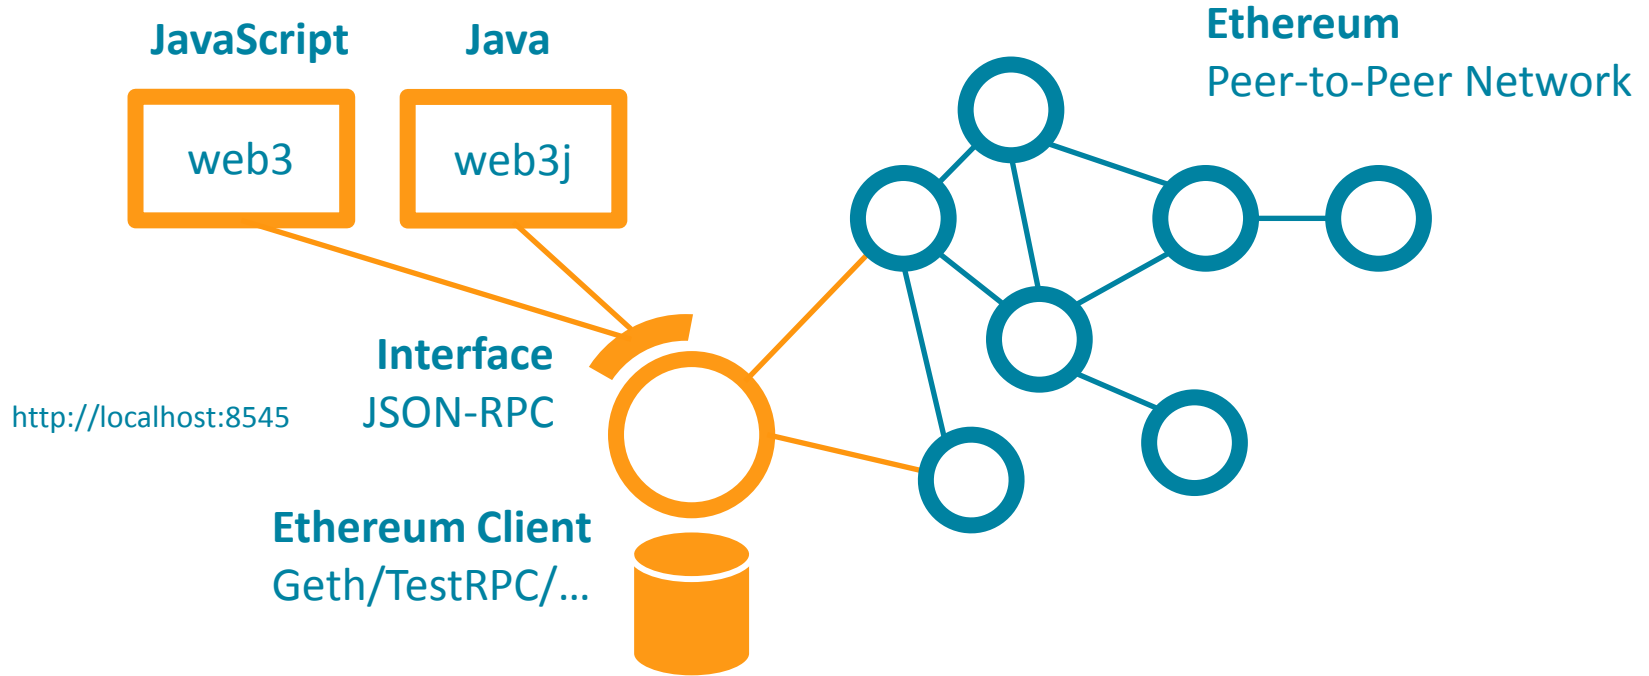 JavaScript
Java
web3
web3j
Ethereum
Peer-to-Peer Network
Interface
JSON-RPC
http://localhost:8545
Ethereum Client
Geth/TestRPC/...